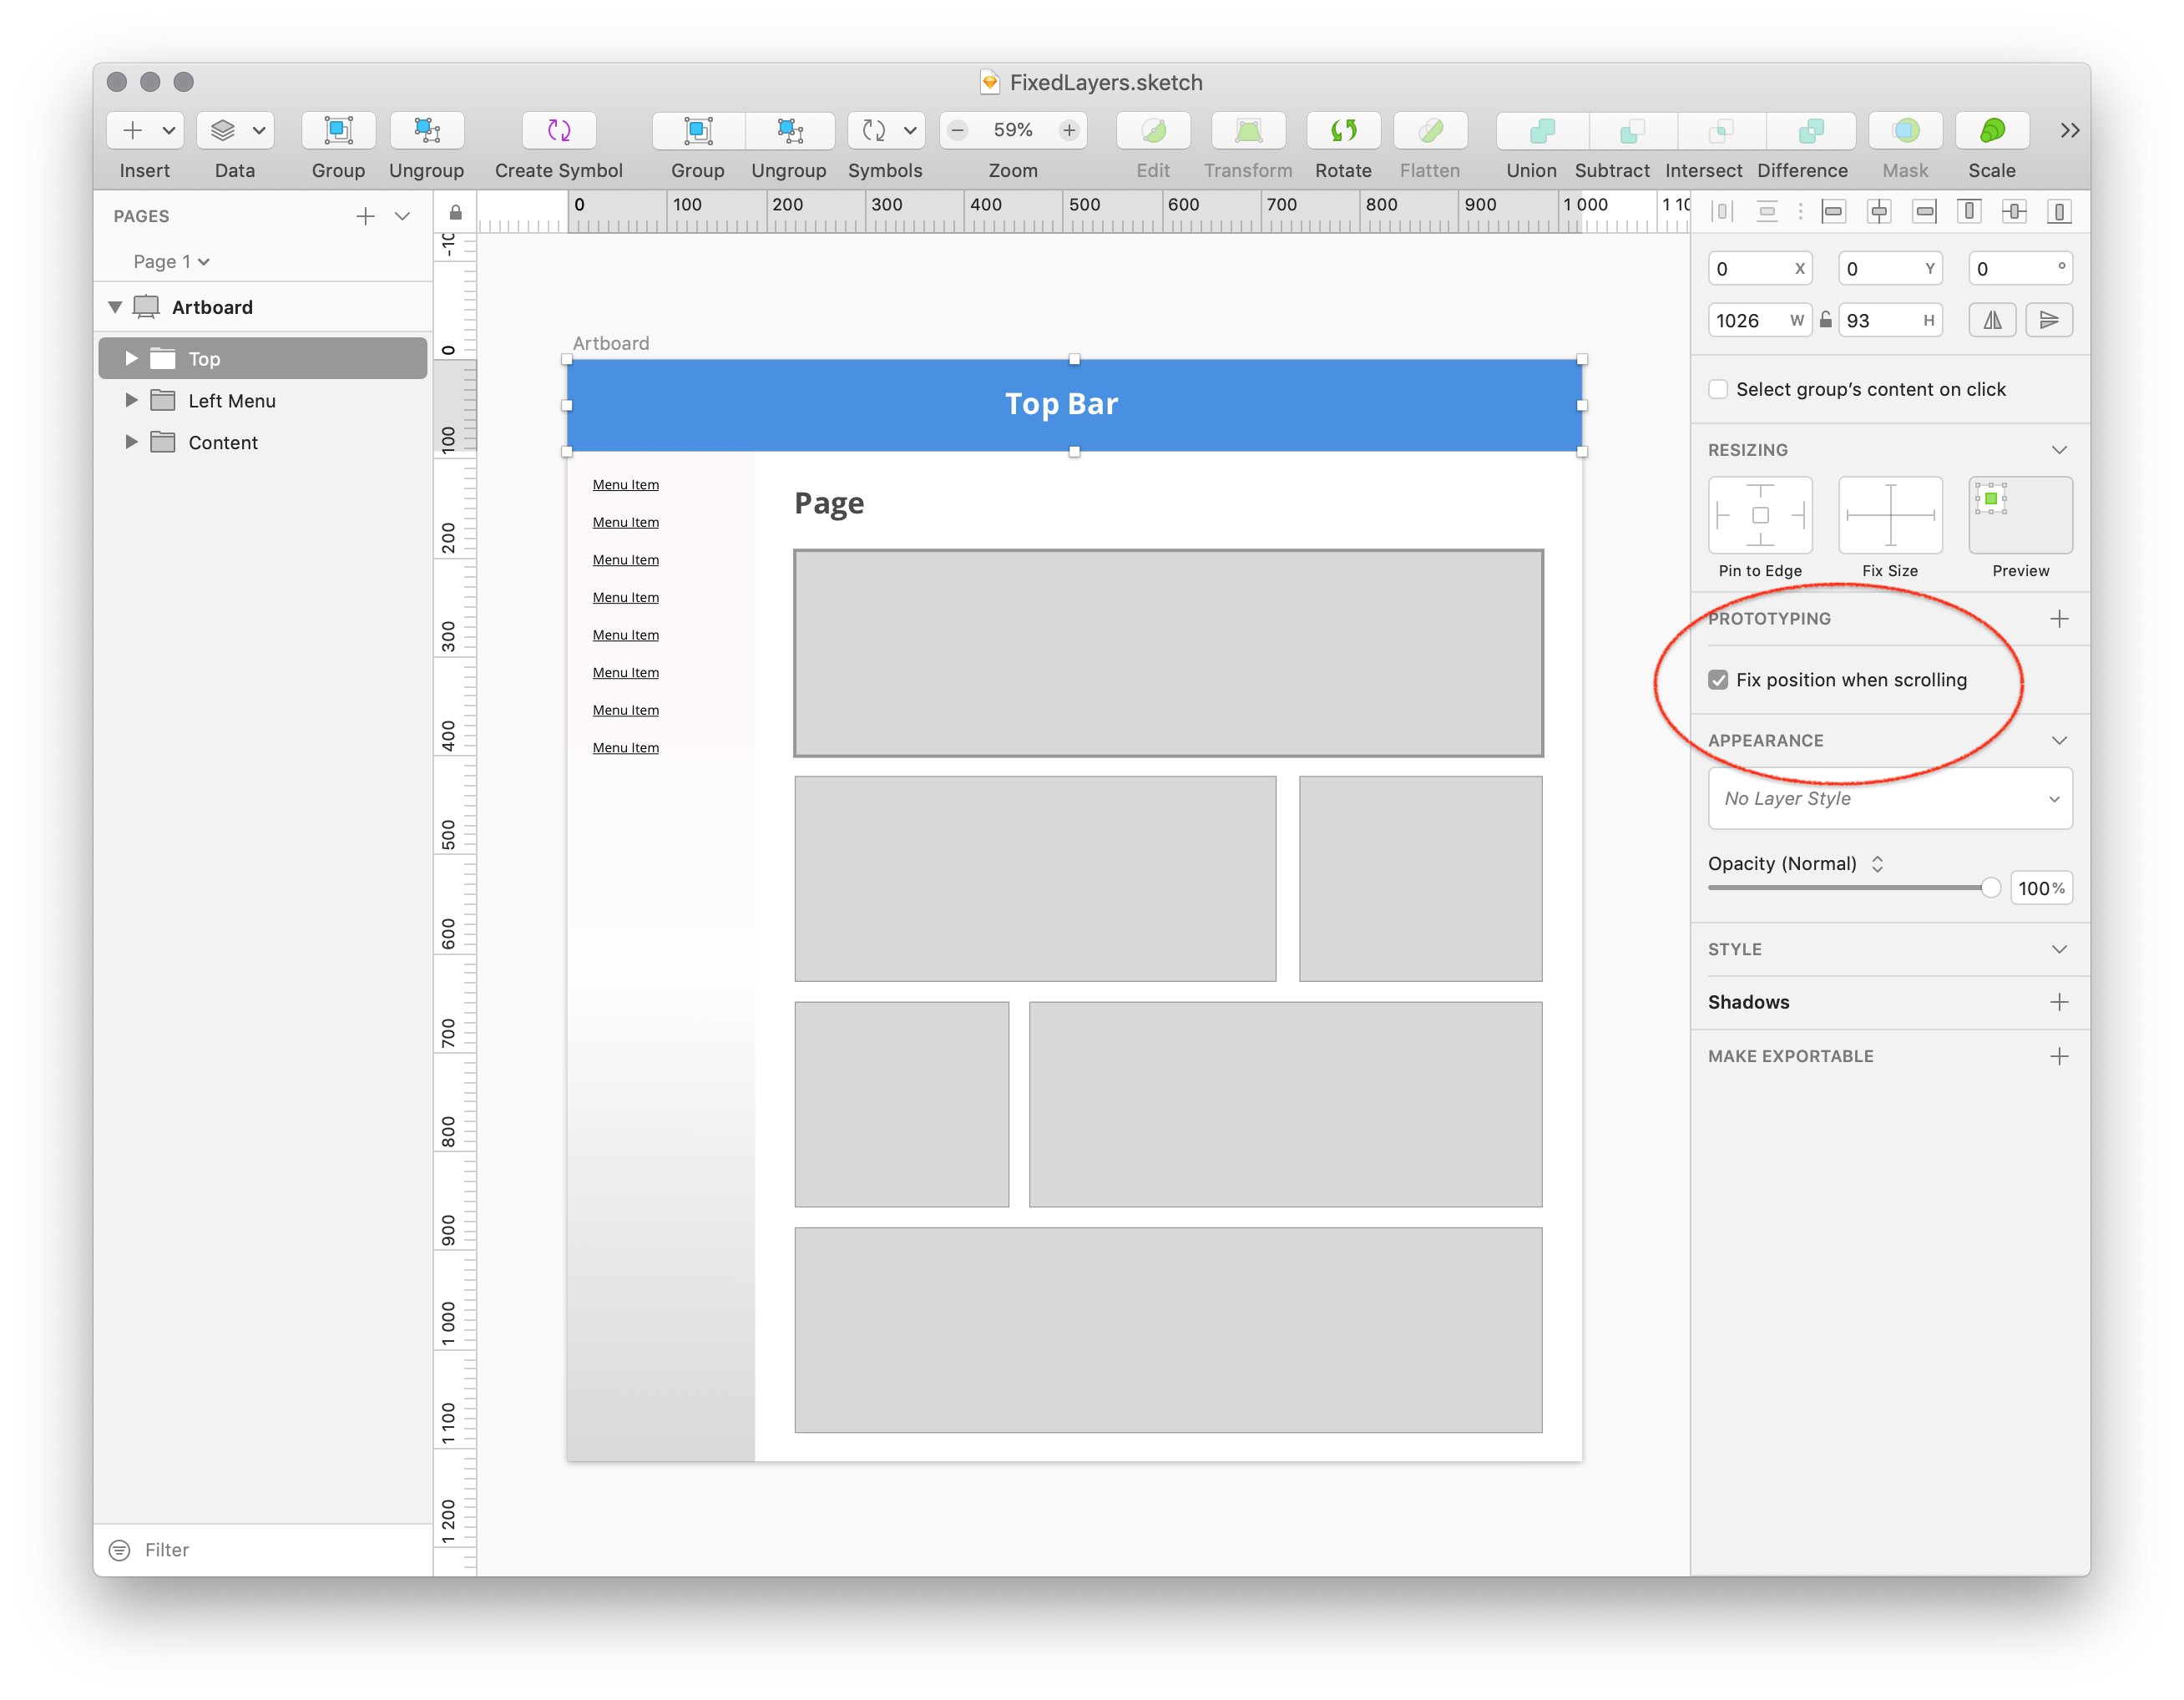 FixedLayers.sketch
59%
Insert Data Group Ungroup Create Symbol Group Ungroup Symbols Zoom Edit Transform Rotate Flatten Union Subtract Intersect Difference Mask Scale
PAGES
Page 1
Artboard
Top
Left Menu
Content
Filter
0 100 200 300 400 500 600 700 800 900 1 000 1 10
-10
0
100
200
300
400
500
600
700
800
900
1 000
1 100
1 200
Artboard
Top Bar
Menu Item
Menu Item
Menu Item
Menu Item
Menu Item
Menu Item
Menu Item
Menu Item
Page
0 X 0 Y 0 °
1026 W 93 H
Select group’s content on click
RESIZING
Pin to Edge Fix Size Preview
PROTOTYPING
Fix position when scrolling
APPEARANCE
No Layer Style
Opacity (Normal)
100%
STYLE
Shadows
MAKE EXPORTABLE